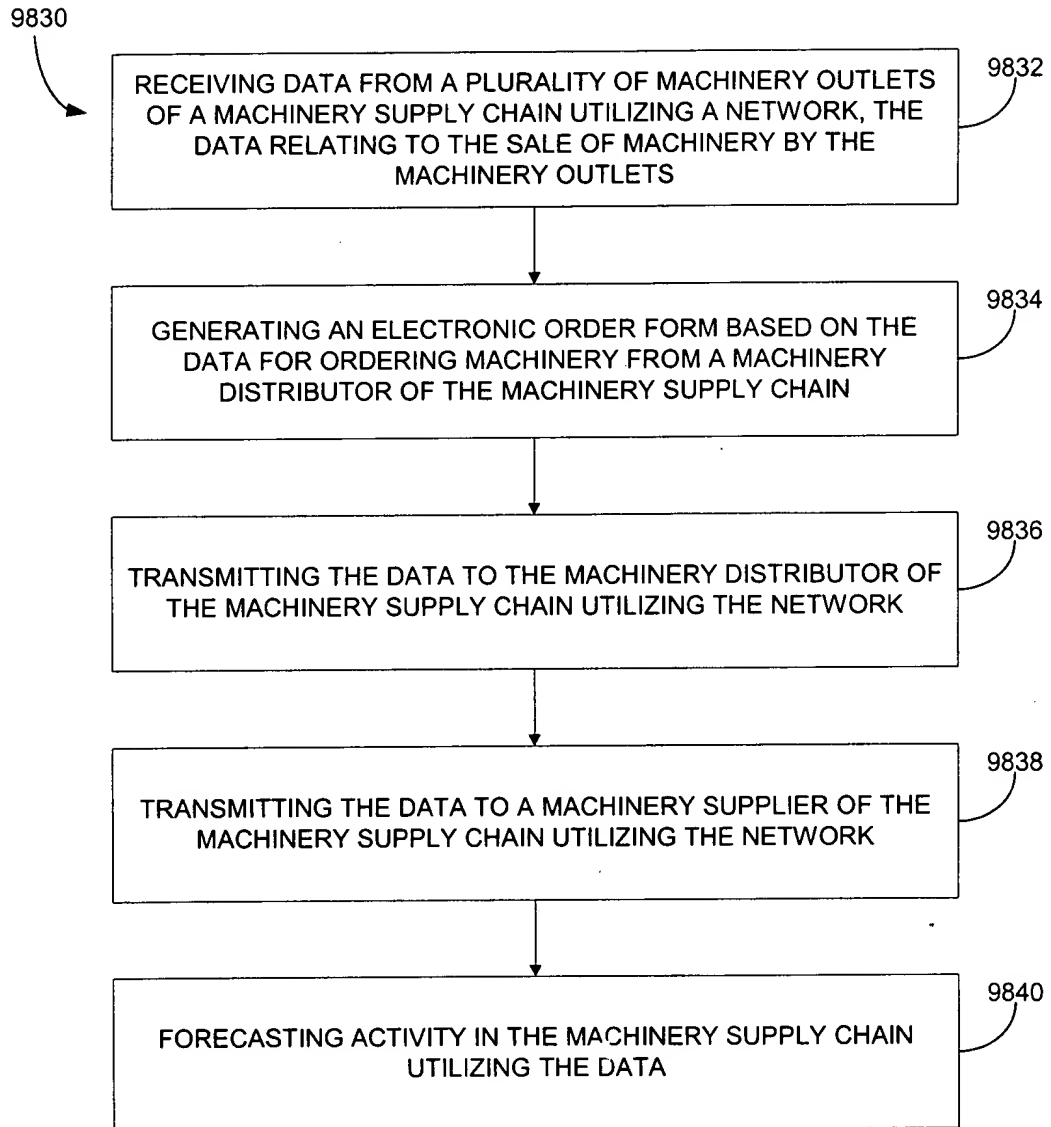 9830
9832
RECEIVING DATA FROM A PLURALITY OF MACHINERY OUTLETS
OF A MACHINERY SUPPLY CHAIN UTILIZING A NETWORK, THE
DATA RELATING TO THE SALE OF MACHINERY BY THE
MACHINERY OUTLETS
9834
GENERATING AN ELECTRONIC ORDER FORM BASED ON THE
DATA FOR ORDERING MACHINERY FROM A MACHINERY
DISTRIBUTOR OF THE MACHINERY SUPPLY CHAIN
9836
TRANSMITTING THE DATA TO THE MACHINERY DISTRIBUTOR OF
THE MACHINERY SUPPLY CHAIN UTILIZING THE NETWORK
9838
TRANSMITTING THE DATA TO A MACHINERY SUPPLIER OF THE
MACHINERY SUPPLY CHAIN UTILIZING THE NETWORK
9840
FORECASTING ACTIVITY IN THE MACHINERY SUPPLY CHAIN
UTILIZING THE DATA